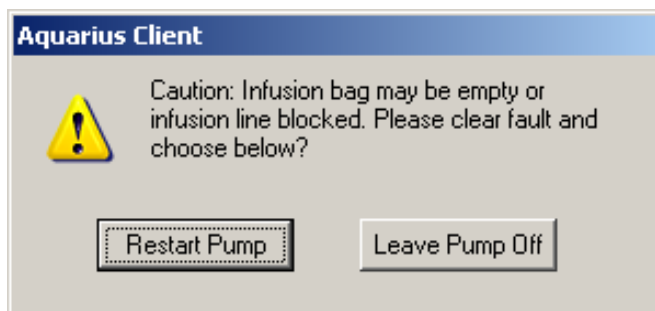 Aquarius Client
Caution: Infusion bag may be empty or
infusion line blocked. Please clear fault and
choose below?
Restart Pump
Leave Pump Off